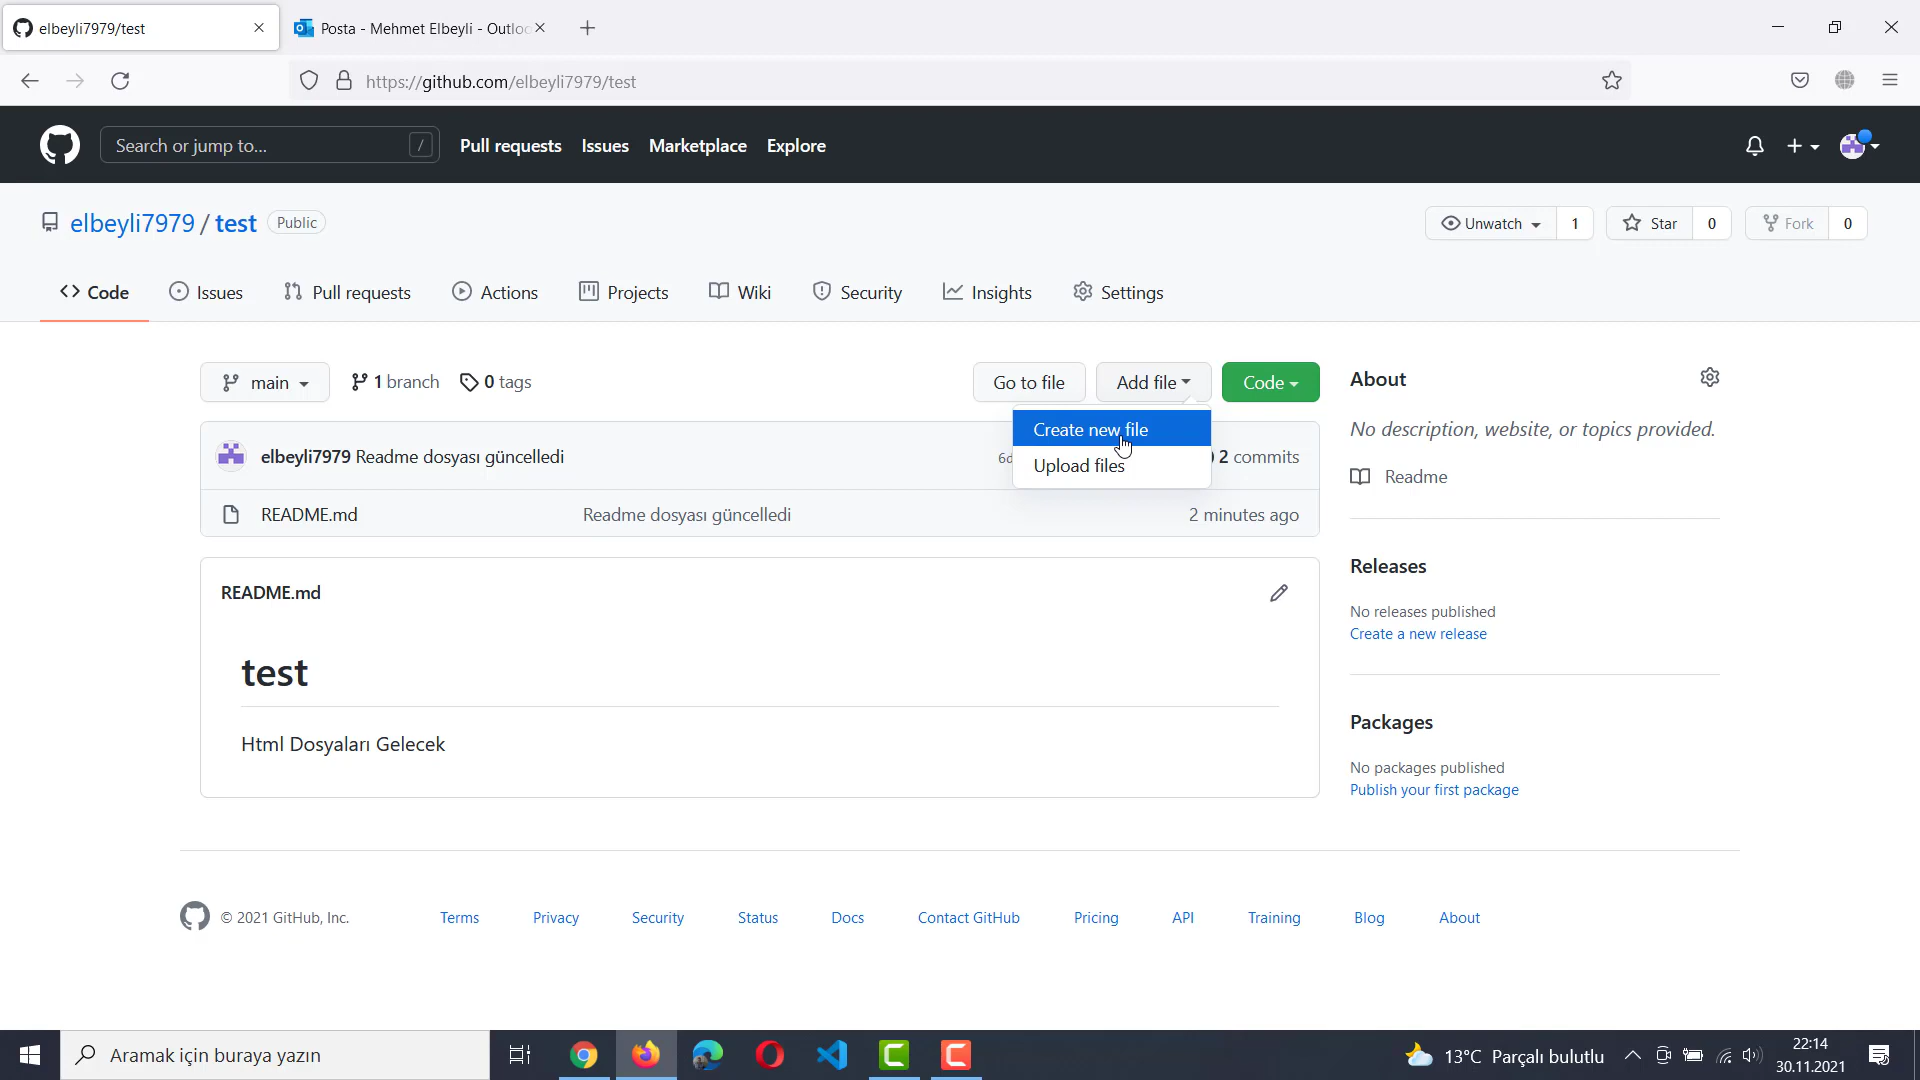 elbeyli7979/test
Posta - Mehmet Elbeyli - Outloo
https://github.com/elbeyli7979/test
Search or jump to... /
Pull requests Issues Marketplace Explore
elbeyli7979 / test Public
Unwatch 1 Star 0 Fork 0
Code Issues Pull requests Actions Projects Wiki Security Insights Settings
main 1 branch 0 tags Go to file Add file Code
Create new file
Upload files
elbeyli7979 Readme dosyası güncelledi 6d 2 commits
README.md Readme dosyası güncelledi 2 minutes ago
README.md
test
Html Dosyaları Gelecek
About
No description, website, or topics provided.
Readme
Releases
No releases published
Create a new release
Packages
No packages published
Publish your first package
© 2021 GitHub, Inc. Terms Privacy Security Status Docs Contact GitHub Pricing API Training Blog About
Aramak için buraya yazın
13°C Parçalı bulutlu
22:14
30.11.2021